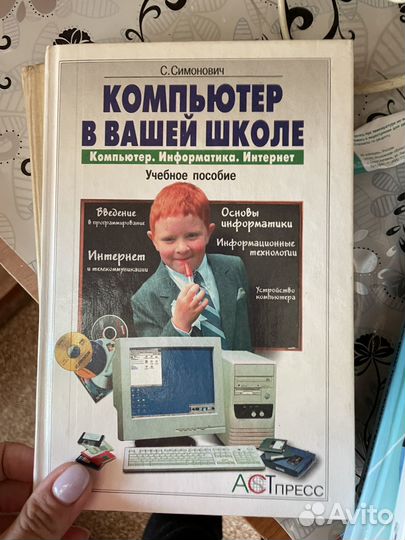 С.Симонович
КОМПЬЮТЕР
В ВАШЕЙ ШКОЛЕ
Компьютер. Информатика. Интернет
Учебное пособие
Введение
в программирование
Основы
информатики
Интернет
и телекоммуникации
Информационные
технологии
Устройство
компьютера
АСТ ПРЕСС
Avito